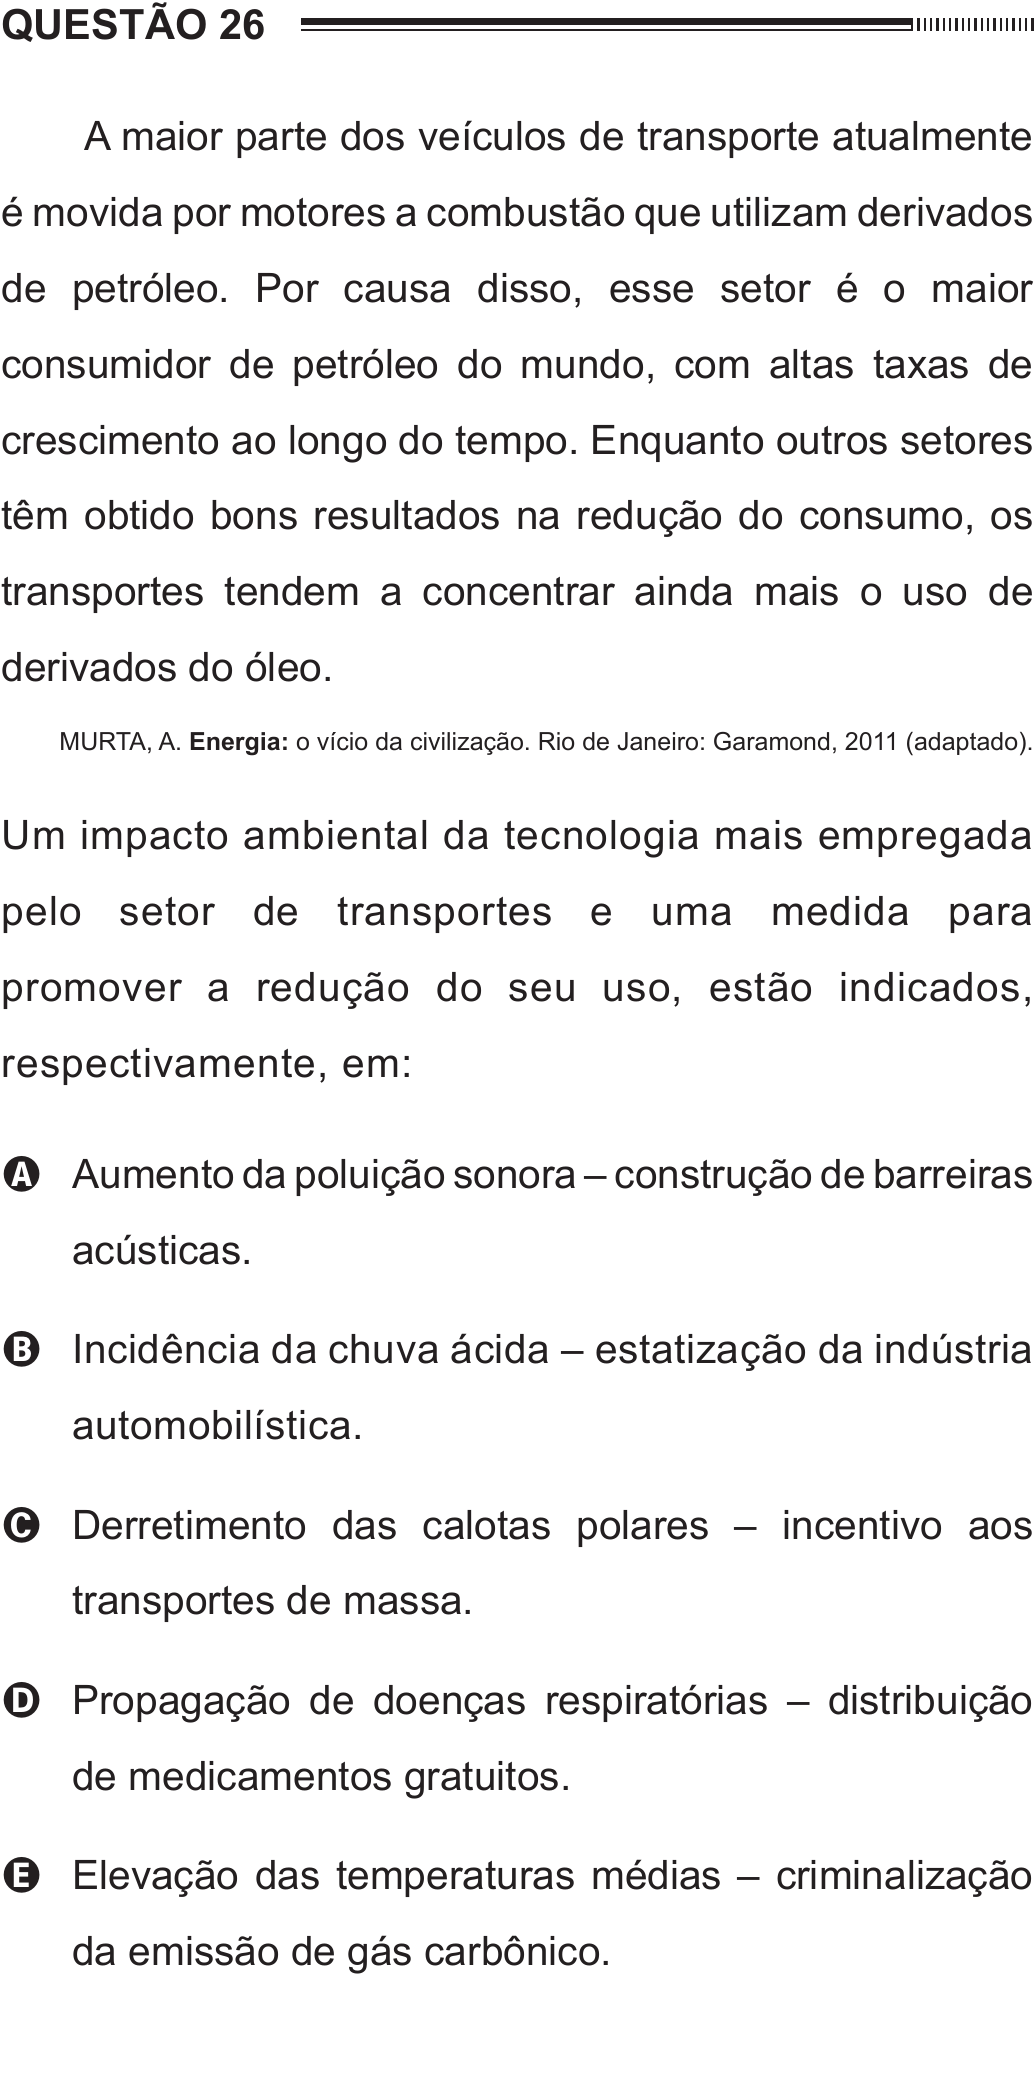 QUESTÃO 26
A maior parte dos veículos de transporte atualmente
é movida por motores a combustão que utilizam derivados
de petróleo. Por causa disso, esse setor é o maior
consumidor de petróleo do mundo, com altas taxas de
crescimento ao longo do tempo. Enquanto outros setores
têm obtido bons resultados na redução do consumo, os
transportes tendem a concentrar ainda mais o uso de
derivados do óleo.
MURTA, A. Energia: o vício da civilização. Rio de Janeiro: Garamond, 2011 (adaptado).
Um impacto ambiental da tecnologia mais empregada
pelo setor de transportes e uma medida para
promover a redução do seu uso, estão indicados,
respectivamente, em:
A Aumento da poluição sonora – construção de barreiras
acústicas.
B Incidência da chuva ácida – estatização da indústria
automobilística.
C Derretimento das calotas polares – incentivo aos
transportes de massa.
D Propagação de doenças respiratórias – distribuição
de medicamentos gratuitos.
E Elevação das temperaturas médias – criminalização
da emissão de gás carbônico.